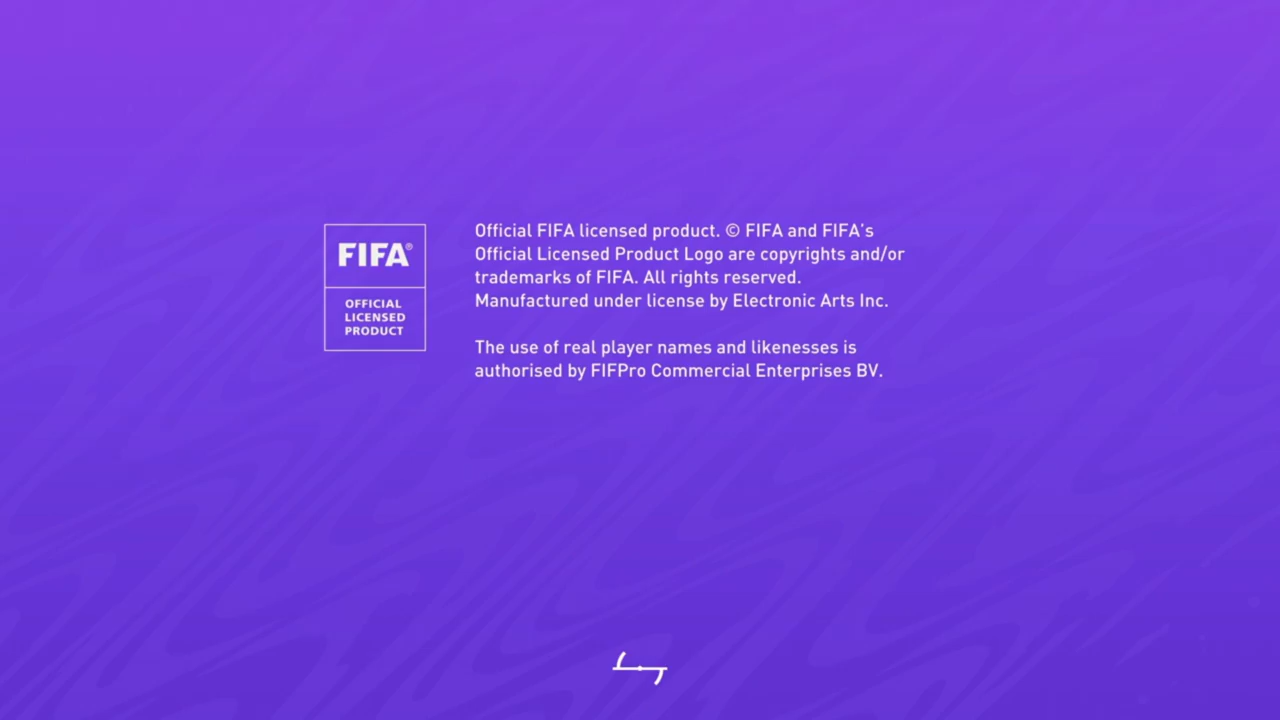 FIFA®
OFFICIAL
LICENSED
PRODUCT
Official FIFA licensed product. © FIFA and FIFA's
Official Licensed Product Logo are copyrights and/or
trademarks of FIFA. All rights reserved.
Manufactured under license by Electronic Arts Inc.
The use of real player names and likenesses is
authorised by FIFPro Commercial Enterprises BV.